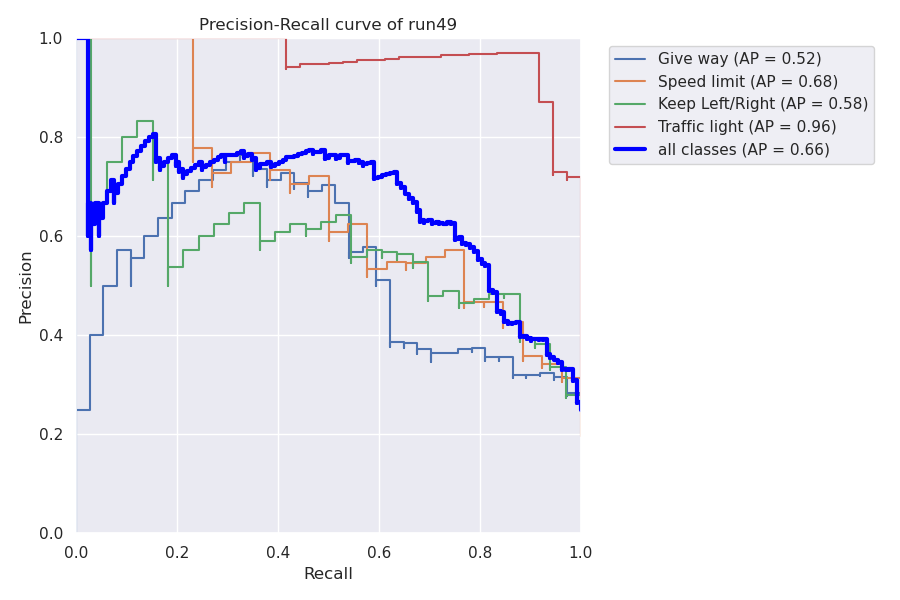 Precision-Recall curve of run49
1.0
0.8
0.6
0.4
0.2
0.0
Precision
0.0 0.2 0.4 0.6 0.8 1.0
Recall
Give way (AP = 0.52)
Speed limit (AP = 0.68)
Keep Left/Right (AP = 0.58)
Traffic light (AP = 0.96)
all classes (AP = 0.66)